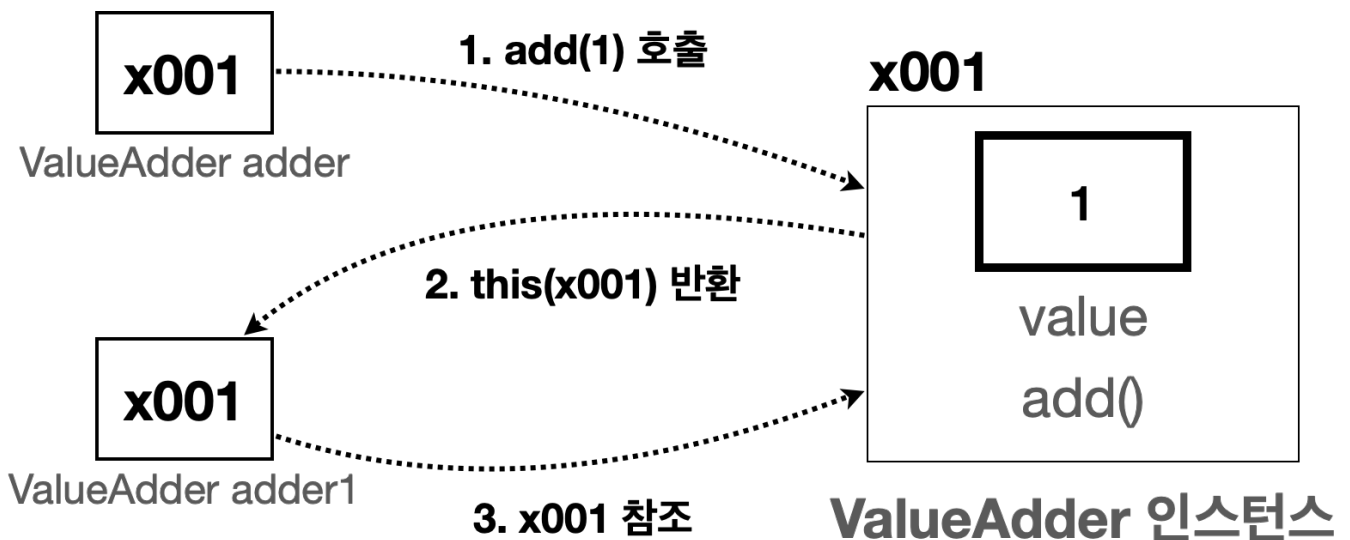 x001
ValueAdder adder
1. add(1) 호출
x001
1
value
add()
ValueAdder 인스턴스
2. this(x001) 반환
x001
ValueAdder adder1
3. x001 참조